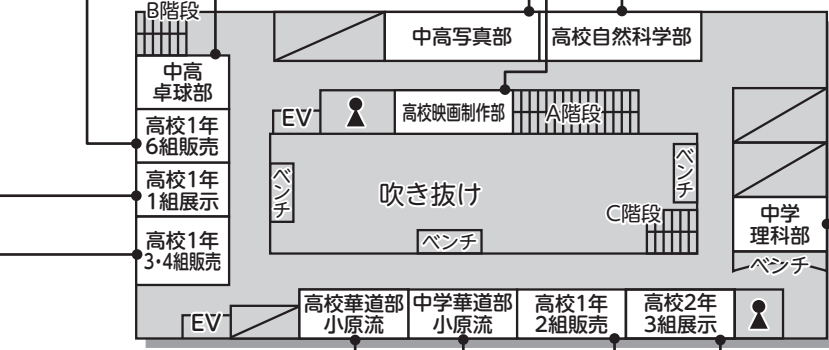 B階段
中高写真部
高校自然科学部
中高
卓球部
EV
高校映画制作部
A階段
高校1年
6組販売
高校1年
1組展示
ベンチ
吹き抜け
ベンチ
C階段
中学
理科部
高校1年
3・4組販売
ベンチ
ベンチ
EV
高校華道部
小原流
中学華道部
小原流
高校1年
2組販売
高校2年
3組展示